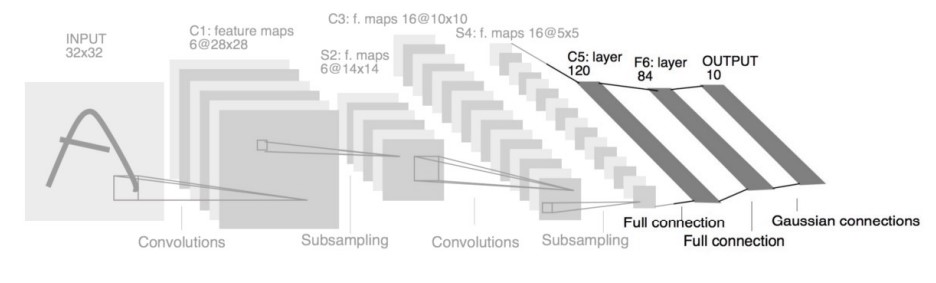 INPUT
32x32
C1: feature maps
6@28x28
S2: f. maps
6@14x14
C3: f. maps 16@10x10
S4: f. maps 16@5x5
C5: layer
120
F6: layer
84
OUTPUT
10
Convolutions
Subsampling
Convolutions
Subsampling
Full connection
Full connection
Gaussian connections